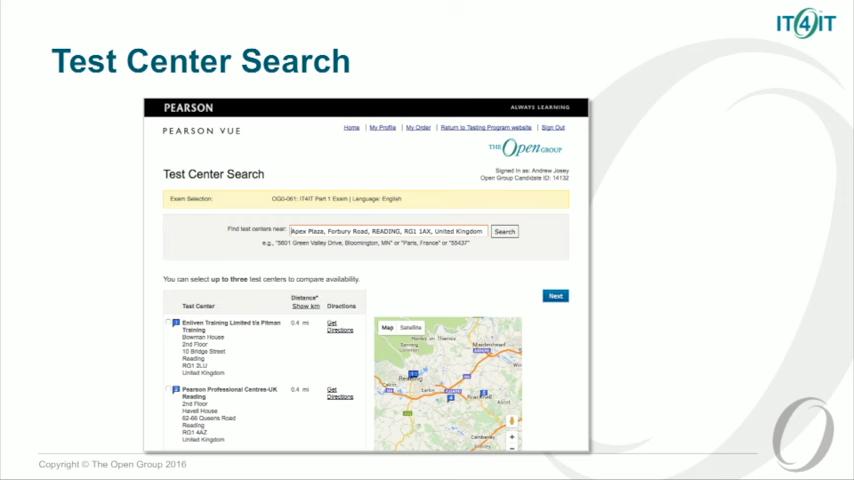 IT4IT
Test Center Search
PEARSON
ALWAYS LEARNING
PEARSON VUE
Home | My Profile | My Order | Return to Testing Program website | Sign Out
THE Open GROUP
Signed In as: Andrew Josey
Open Group Candidate ID: 14132
Test Center Search
Exam Selection: OG0-061: IT4IT Part 1 Exam | Language: English
Find test centers near: Apex Plaza, Forbury Road, READING, RG1 1AX, United Kingdom Search
e.g., "5601 Green Valley Drive, Bloomington, MN" or "Paris, France" or "55437"
You can select up to three test centers to compare availability.
Next
Test Center Distance* Show km Directions
Enliven Training Limited t/a Pitman Training 0.4 mi Get Directions
Bowman House
2nd Floor
10 Bridge Street
Reading
RG1 2LU
United Kingdom
Pearson Professional Centres-UK Reading 0.4 mi Get Directions
2nd Floor
Havell House
62-66 Queens Road
Reading
RG1 4AZ
United Kingdom
Map Satellite
Henley-on-Thames
Maidenhead
Reading
Ascot
Camberley
Copyright © The Open Group 2016